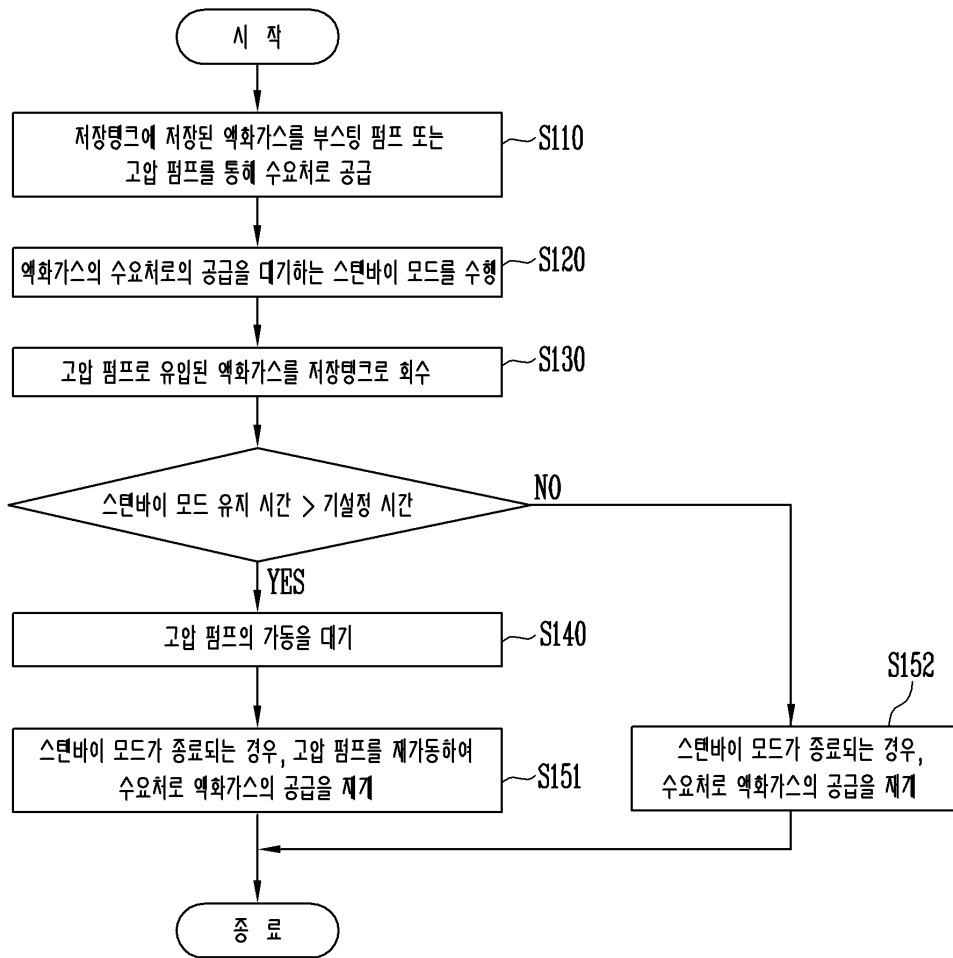 시 작
저장탱크에 저장된 액화가스를 부스팅 펌프 또는
고압 펌프를 통해 수요처로 공급
S110
액화가스의 수요처로의 공급을 대기하는 스탠바이 모드를 수행
S120
고압 펌프로 유입된 액화가스를 저장탱크로 회수
S130
스탠바이 모드 유지 시간 > 기설정 시간
NO
YES
고압 펌프의 가동을 대기
S140
스탠바이 모드가 종료되는 경우, 고압 펌프를 재가동하여
수요처로 액화가스의 공급을 재개
S151
S152
스탠바이 모드가 종료되는 경우,
수요처로 액화가스의 공급을 재개
종 료